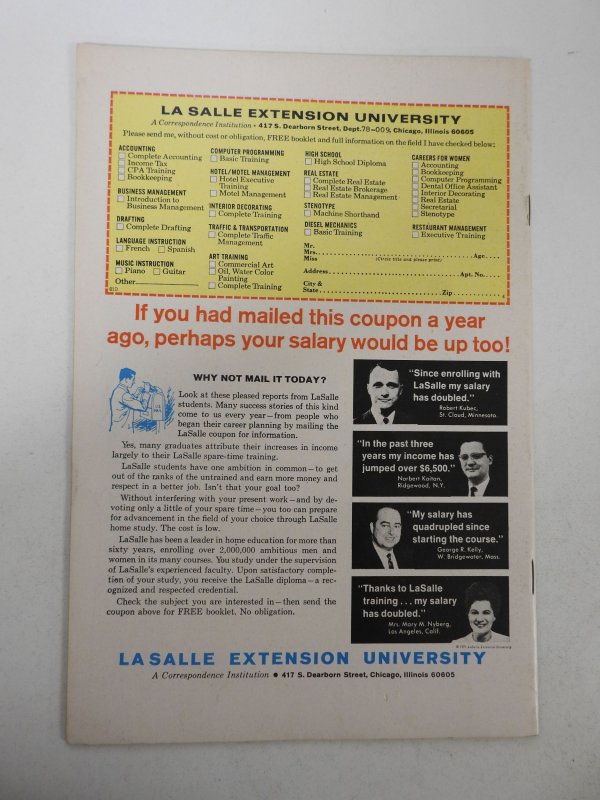 LA SALLE EXTENSION UNIVERSITY
A Correspondence Institution • 417 S. Dearborn Street, Dept. 78-009, Chicago, Illinois 60605
Please send me, without cost or obligation, FREE booklet and full information on the field I have checked below:
ACCOUNTING
Complete Accounting
Income Tax
CPA Training
Bookkeeping
BUSINESS MANAGEMENT
Introduction to
Business Management
DRAFTING
Complete Drafting
LANGUAGE INSTRUCTION
French Spanish
MUSIC INSTRUCTION
Piano Guitar
Other
COMPUTER PROGRAMMING
Basic Training
HOTEL/MOTEL MANAGEMENT
Hotel Executive
Training
Motel Management
INTERIOR DECORATING
Complete Training
TRAFFIC & TRANSPORTATION
Complete Traffic
Management
ART TRAINING
Commercial Art
Oil, Water Color
Painting
Complete Training
HIGH SCHOOL
High School Diploma
REAL ESTATE
Complete Real Estate
Real Estate Brokerage
Real Estate Management
STENOTYPE
Machine Shorthand
DIESEL MECHANICS
Basic Training
CAREERS FOR WOMEN
Accounting
Bookkeeping
Computer Programming
Dental Office Assistant
Interior Decorating
Real Estate
Secretarial
Stenotype
RESTAURANT MANAGEMENT
Executive Training
Mr.
Mrs.
Miss
Age
(Write title and please print)
Address Apt. No.
City &
State Zip
If you had mailed this coupon a year
ago, perhaps your salary would be up too!
WHY NOT MAIL IT TODAY?
Look at these pleased reports from LaSalle
students. Many success stories of this kind
come to us every year—from people who
began their career planning by mailing the
LaSalle coupon for information.
Yes, many graduates attribute their increases in income
largely to their LaSalle spare-time training.
LaSalle students have one ambition in common—to get
out of the ranks of the untrained and earn more money and
respect in a better job. Isn't that your goal too?
Without interfering with your present work—and by de-
voting only a little of your spare time—you too can prepare
for advancement in the field of your choice through LaSalle
home study. The cost is low.
LaSalle has been a leader in home education for more than
sixty years, enrolling over 2,000,000 ambitious men and
women in its many courses. You study under the supervision
of LaSalle's experienced faculty. Upon satisfactory comple-
tion of your study, you receive the LaSalle diploma—a rec-
ognized and respected credential.
Check the subject you are interested in—then send the
coupon above for FREE booklet. No obligation.
"Since enrolling with
LaSalle my salary
has doubled."
Robert Kubec,
St. Cloud, Minnesota.
"In the past three
years my income has
jumped over $6,500."
Norbert Kaitan,
Ridgewood, N.Y.
"My salary has
quadrupled since
starting the course."
George R. Kelly,
W. Bridgewater, Mass.
"Thanks to LaSalle
training . . . my salary
has doubled."
Mrs. Mary M. Nyberg,
Los Angeles, Calif.
LA SALLE EXTENSION UNIVERSITY
A Correspondence Institution • 417 S. Dearborn Street, Chicago, Illinois 60605